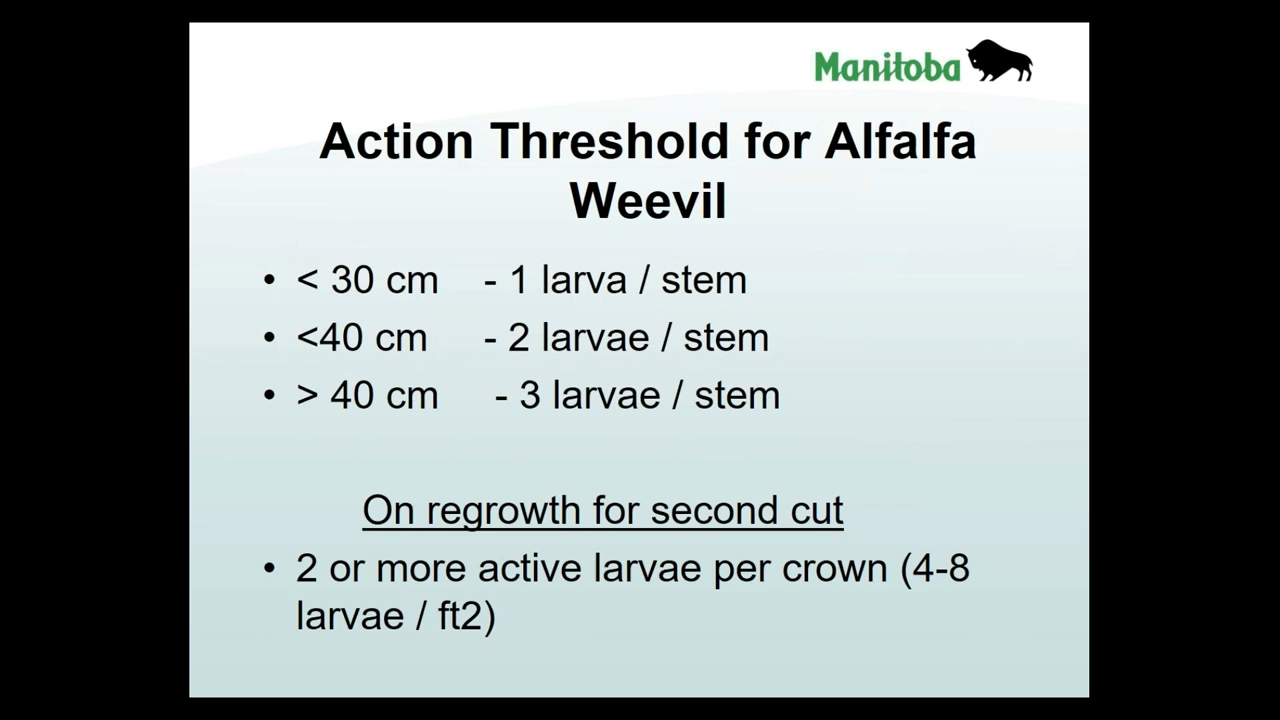 Manitoba
Action Threshold for Alfalfa
Weevil
• < 30 cm - 1 larva / stem
• <40 cm - 2 larvae / stem
• > 40 cm - 3 larvae / stem
On regrowth for second cut
• 2 or more active larvae per crown (4-8
larvae / ft2)